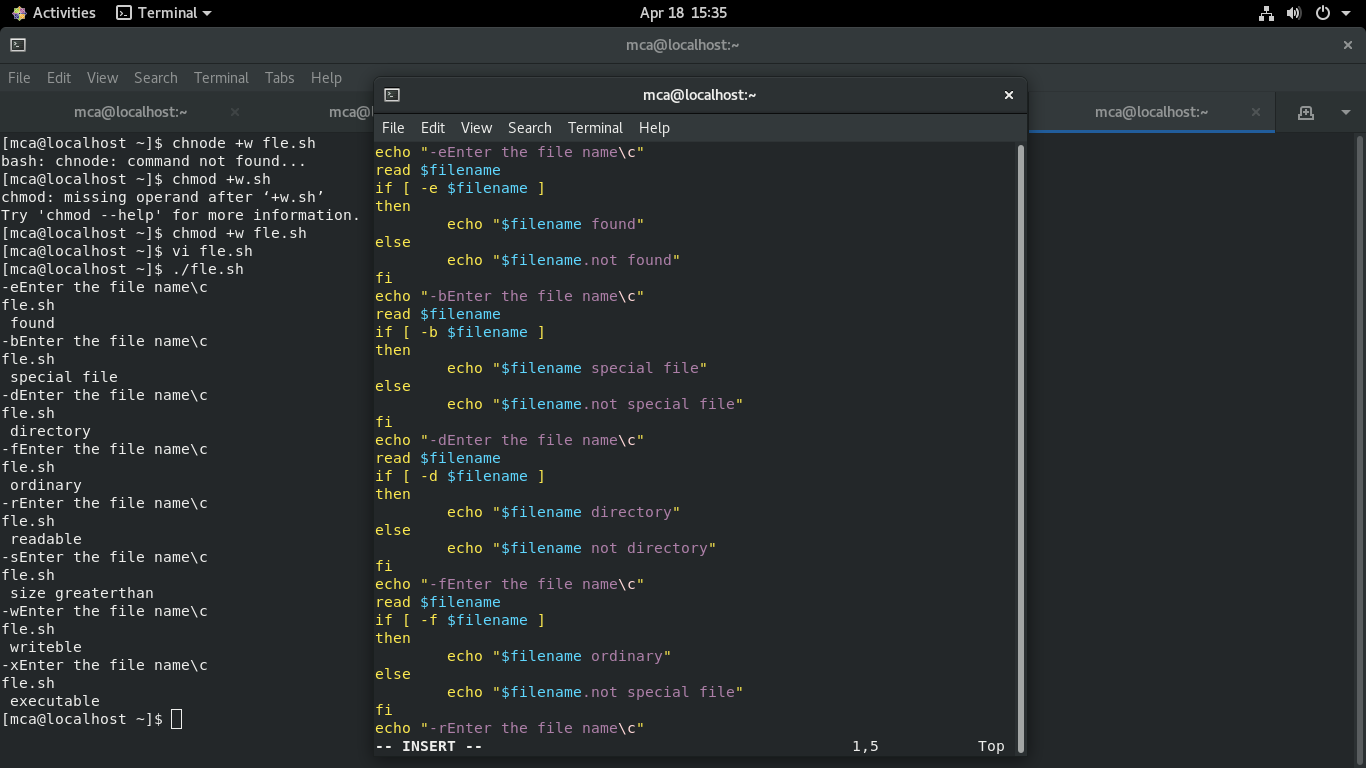 Activities Terminal Apr 18 15:35
mca@localhost:~
File Edit View Search Terminal Tabs Help
mca@localhost:~ mca@ mca@localhost:~
[mca@localhost ~]$ chnode +w fle.sh
bash: chnode: command not found...
[mca@localhost ~]$ chmod +w.sh
chmod: missing operand after ‘+w.sh’
Try 'chmod --help' for more information.
[mca@localhost ~]$ chmod +w fle.sh
[mca@localhost ~]$ vi fle.sh
[mca@localhost ~]$ ./fle.sh
-eEnter the file name\c
fle.sh
 found
-bEnter the file name\c
fle.sh
 special file
-dEnter the file name\c
fle.sh
 directory
-fEnter the file name\c
fle.sh
 ordinary
-rEnter the file name\c
fle.sh
 readable
-sEnter the file name\c
fle.sh
 size greaterthan
-wEnter the file name\c
fle.sh
 writeble
-xEnter the file name\c
fle.sh
 executable
[mca@localhost ~]$
mca@localhost:~
File Edit View Search Terminal Help
echo "-eEnter the file name\c"
read $filename
if [ -e $filename ]
then
        echo "$filename found"
else
        echo "$filename.not found"
fi
echo "-bEnter the file name\c"
read $filename
if [ -b $filename ]
then
        echo "$filename special file"
else
        echo "$filename.not special file"
fi
echo "-dEnter the file name\c"
read $filename
if [ -d $filename ]
then
        echo "$filename directory"
else
        echo "$filename not directory"
fi
echo "-fEnter the file name\c"
read $filename
if [ -f $filename ]
then
        echo "$filename ordinary"
else
        echo "$filename.not special file"
fi
echo "-rEnter the file name\c"
-- INSERT -- 1,5 Top